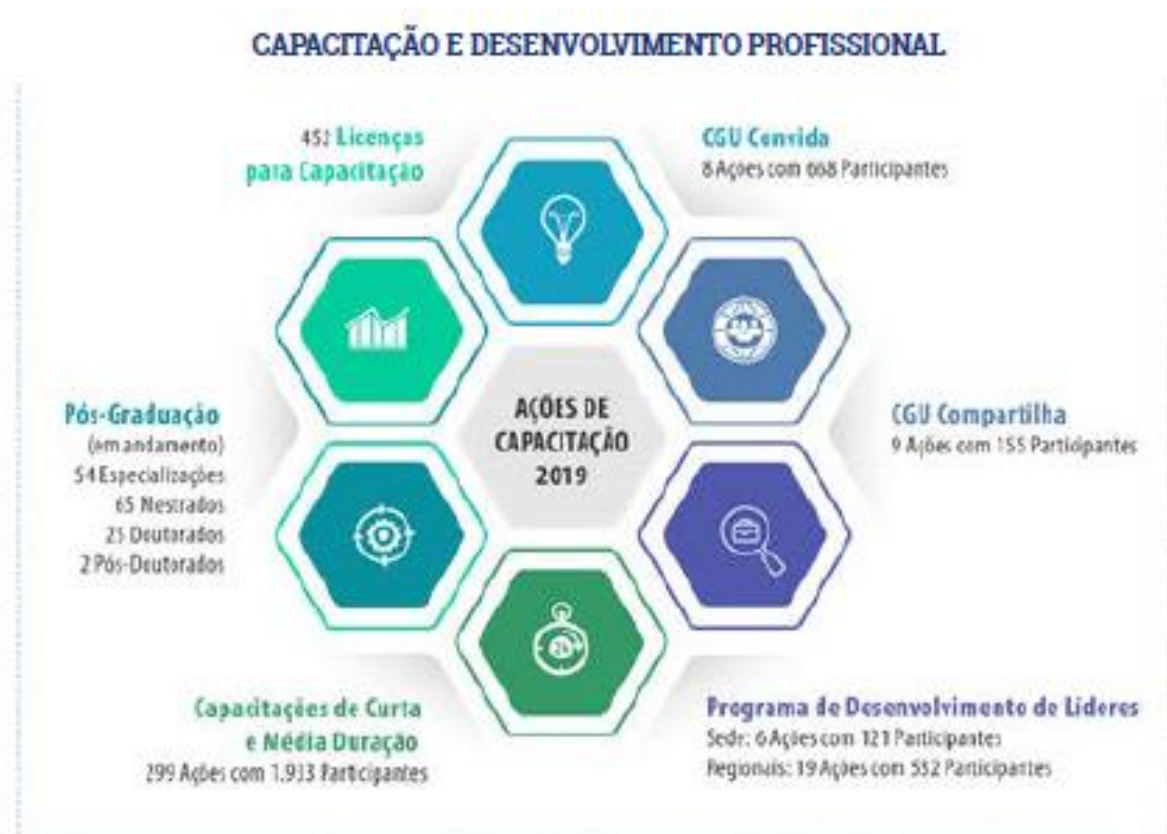 CAPACITAÇÃO E DESENVOLVIMENTO PROFISSIONAL
Licenças
para Capacitação
CGU Convida
8 Ações com 668 Participantes
Pós-Graduação
(em andamento)
54 Especializações
65 Mestrados
Doutorados
2 Pós-Doutorados
AÇÕES DE
CAPACITAÇÃO
2019
CGU Compartilha
9 Ações com 155 Participantes
Capacitações de Curta
e Média Duração
299 Ações com Participantes
Programa de Desenvolvimento de Líderes
Sede: 6 Ações com 121 Participantes
Regionais: 19 Ações com Participantes